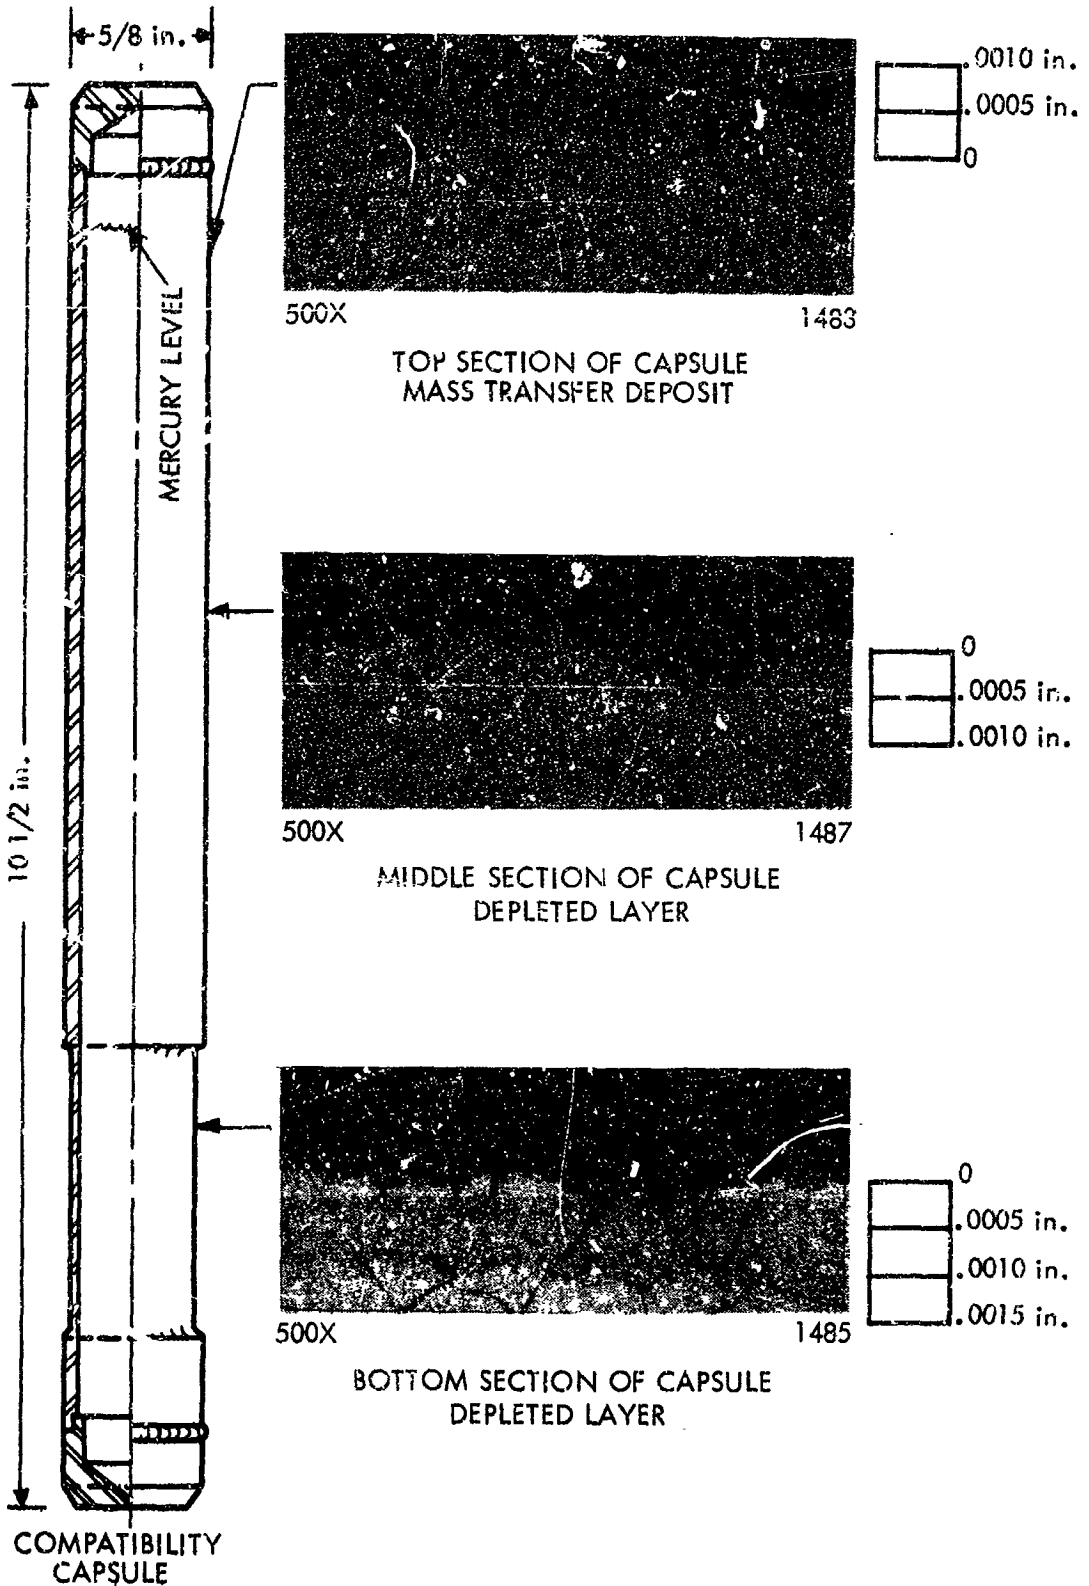 5/8 in.
10 1/2 in.
MERCURY LEVEL
.0010 in.
.0005 in.
0
500X 1483
TOP SECTION OF CAPSULE
MASS TRANSFER DEPOSIT
0
.0005 in.
.0010 in.
500X 1487
MIDDLE SECTION OF CAPSULE
DEPLETED LAYER
0
.0005 in.
.0010 in.
.0015 in.
500X 1485
BOTTOM SECTION OF CAPSULE
DEPLETED LAYER
COMPATIBILITY
CAPSULE